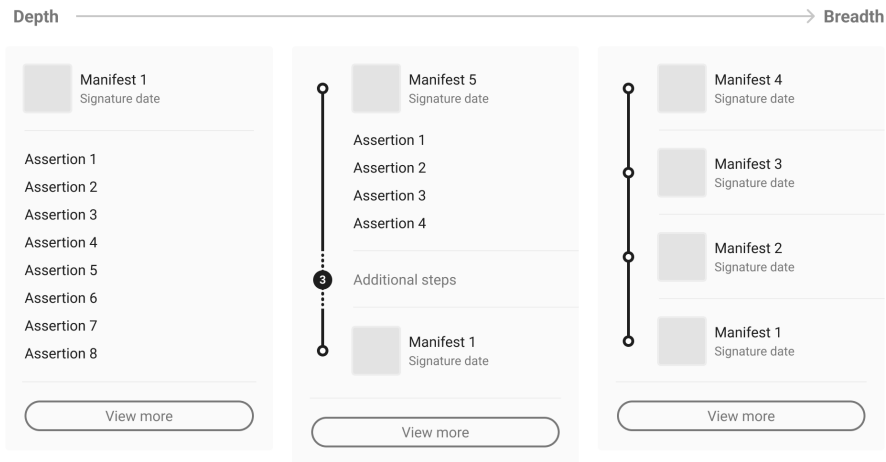 Depth
Breadth
Manifest 1
Signature date
Assertion 1
Assertion 2
Assertion 3
Assertion 4
Assertion 5
Assertion 6
Assertion 7
Assertion 8
View more
Manifest 5
Signature date
Assertion 1
Assertion 2
Assertion 3
Assertion 4
3
Additional steps
Manifest 1
Signature date
View more
Manifest 4
Signature date
Manifest 3
Signature date
Manifest 2
Signature date
Manifest 1
Signature date
View more